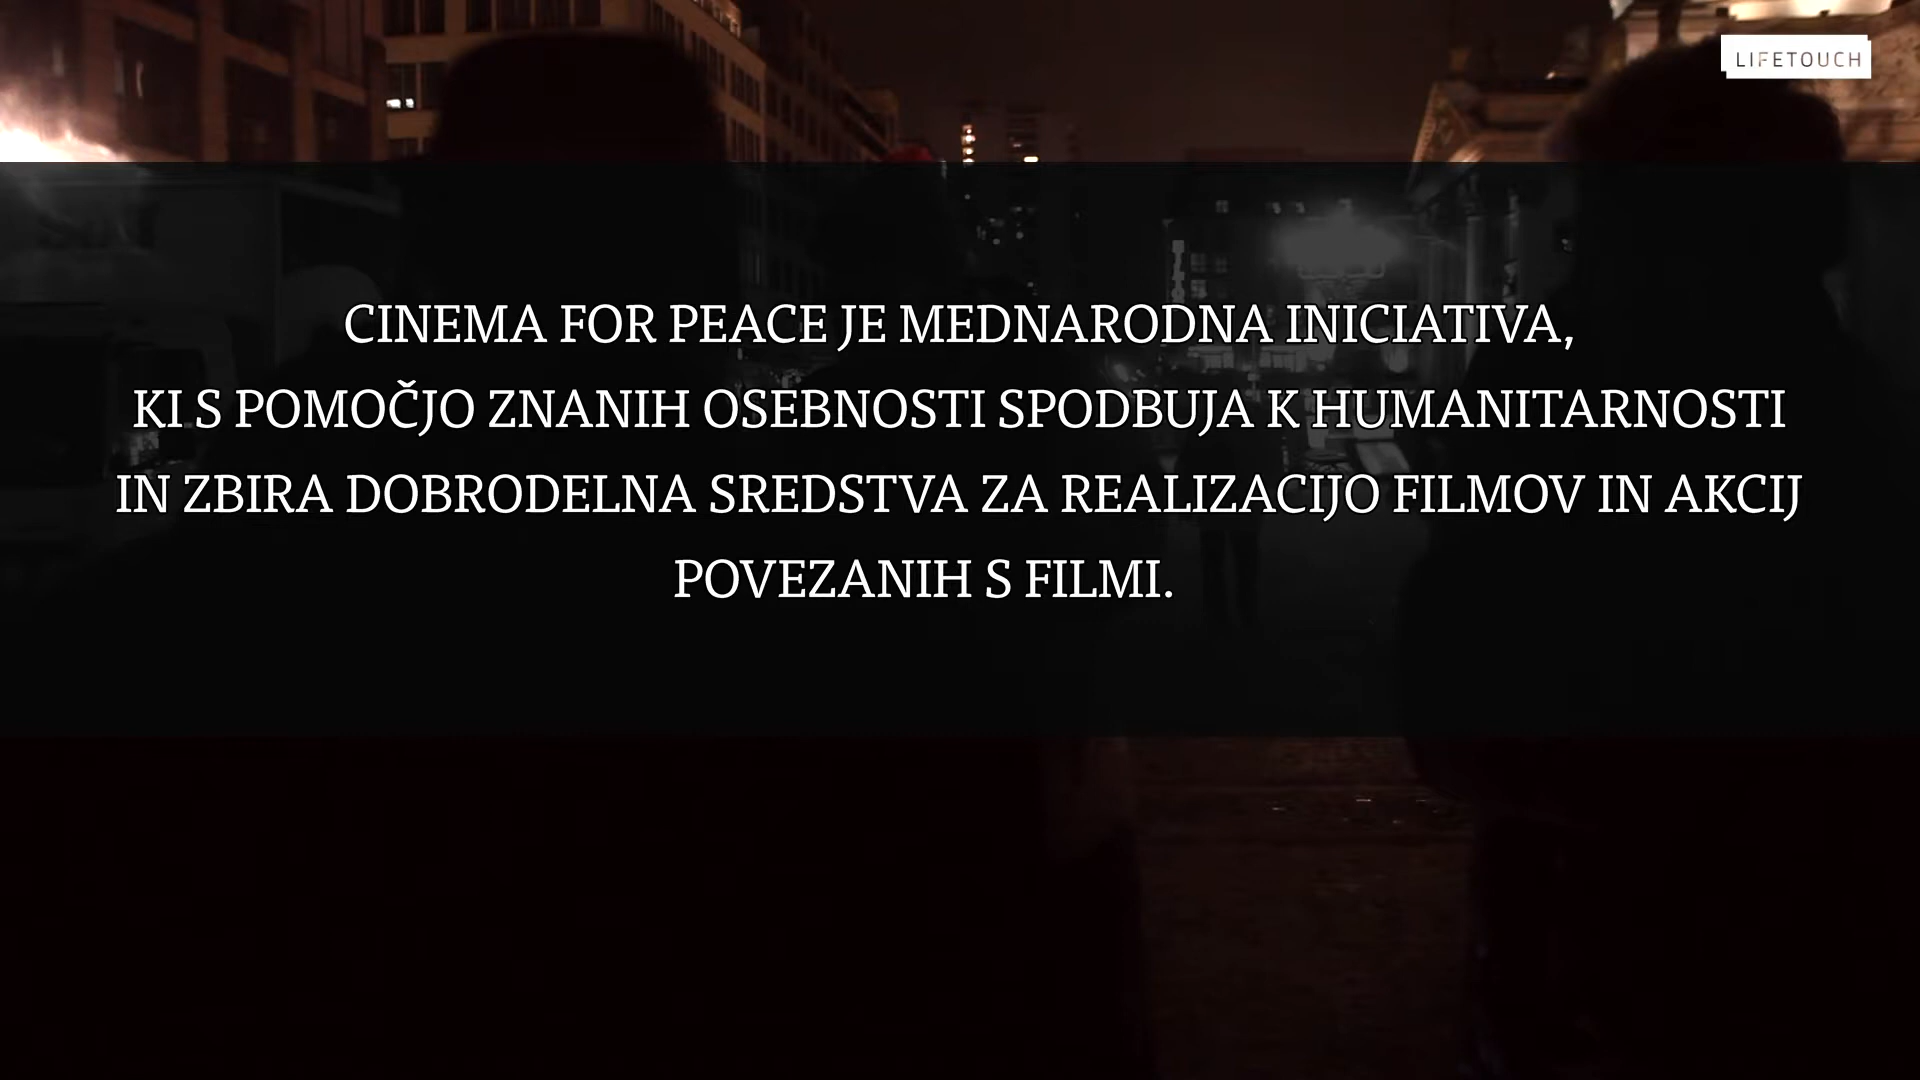 LIFETOUCH
CINEMA FOR PEACE JE MEDNARODNA INICIATIVA,
KI S POMOČJO ZNANIH OSEBNOSTI SPODBUJA K HUMANITARNOSTI
IN ZBIRA DOBRODELNA SREDSTVA ZA REALIZACIJO FILMOV IN AKCIJ
POVEZANIH S FILMI.